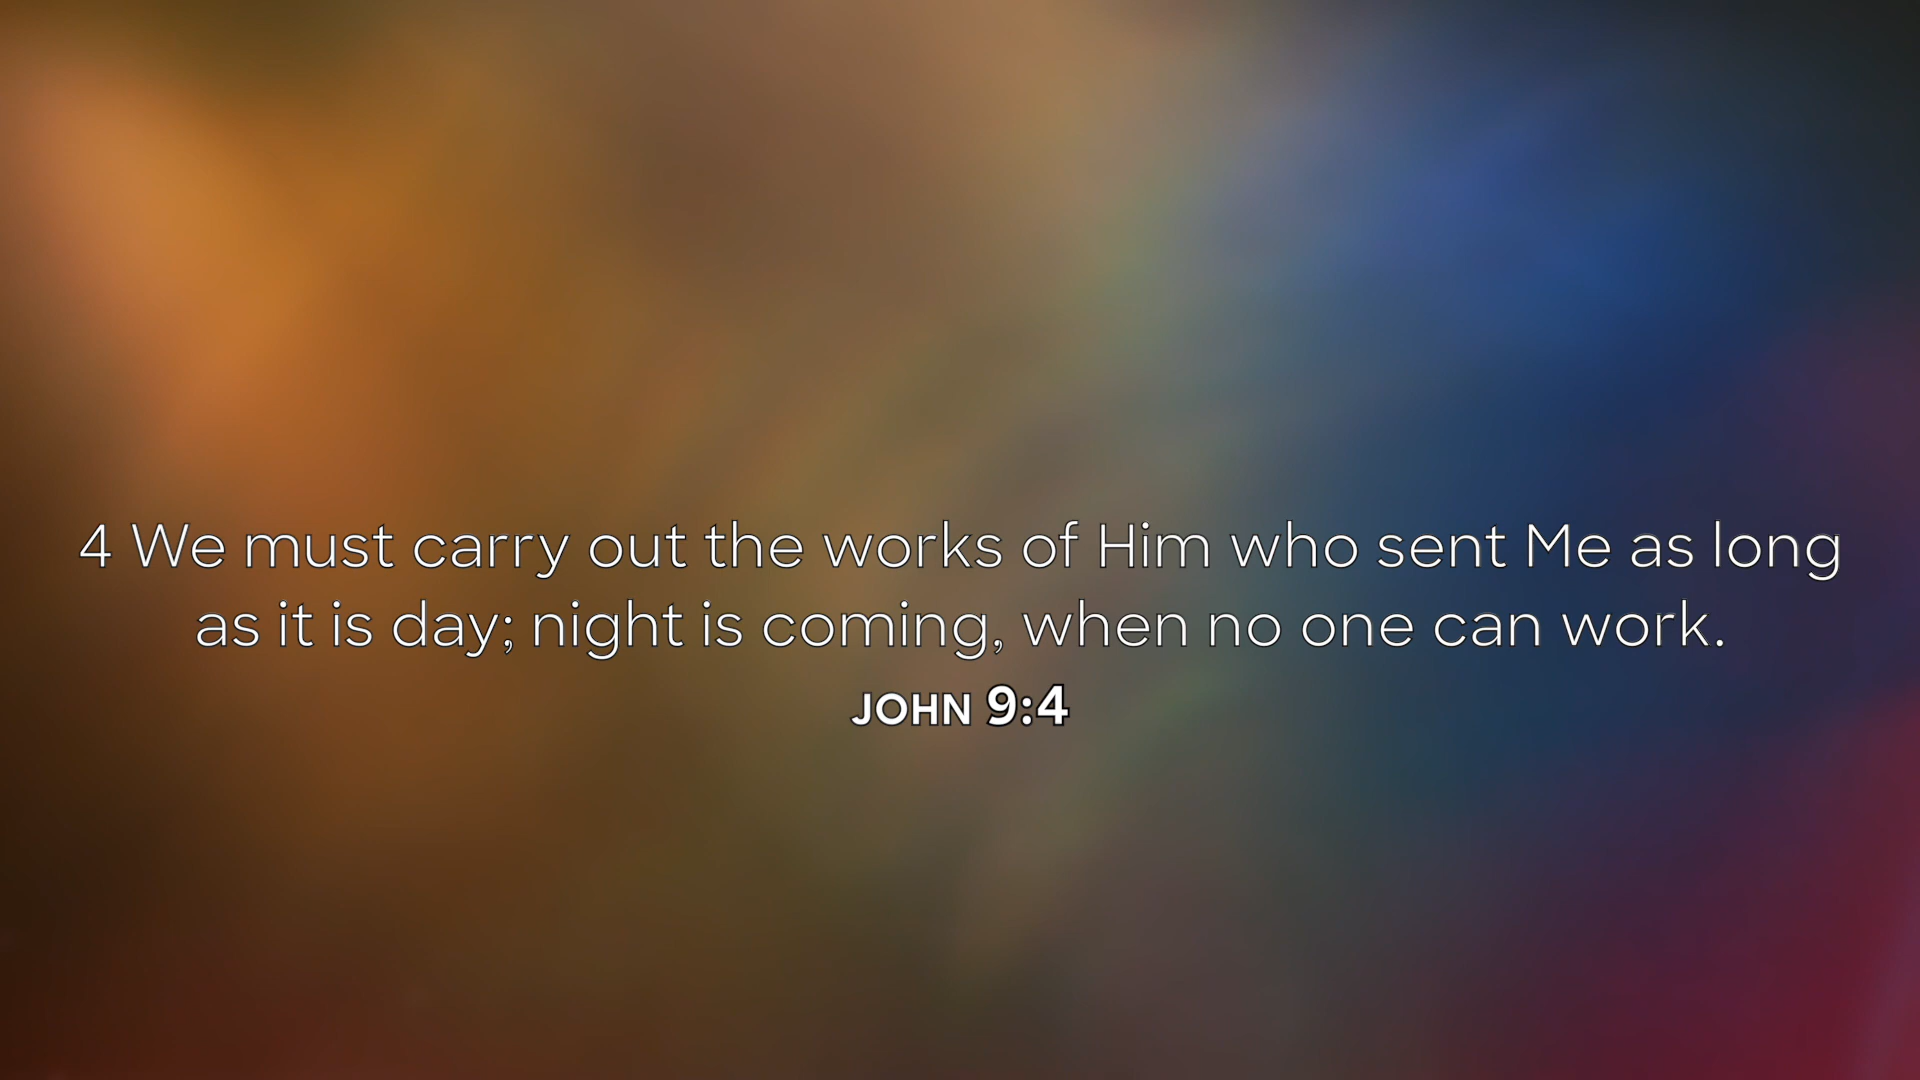 4 We must carry out the works of Him who sent Me as long
as it is day; night is coming, when no one can work.
JOHN 9:4